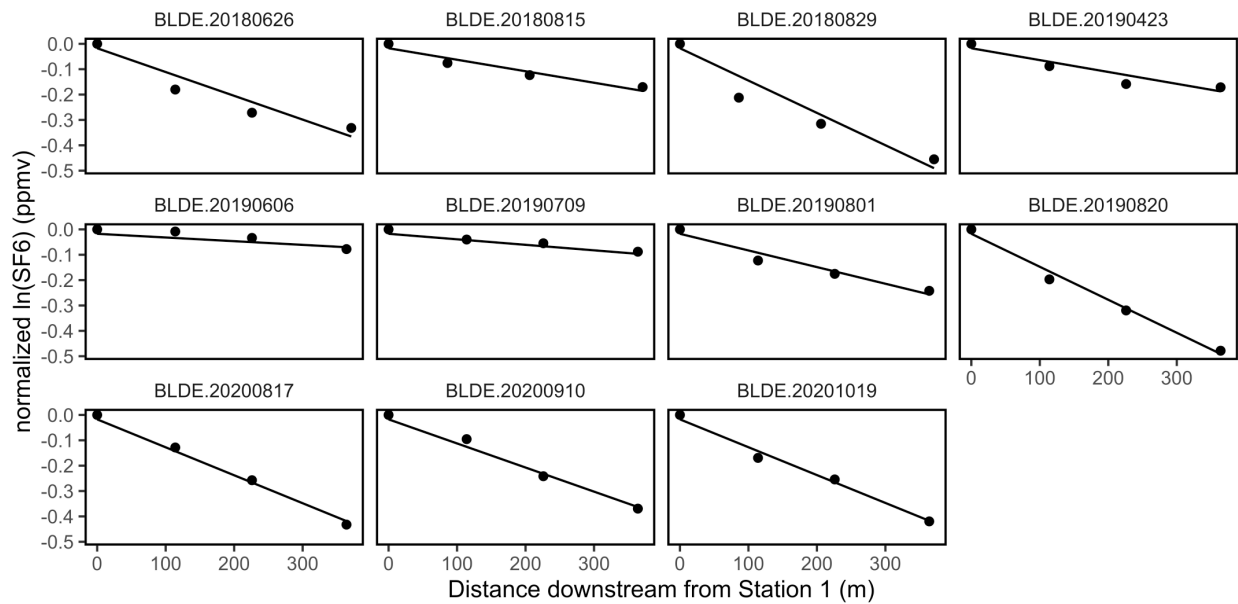 BLDE.20180626 BLDE.20180815 BLDE.20180829 BLDE.20190423
0.0
-0.1
-0.2
-0.3
-0.4
-0.5
BLDE.20190606 BLDE.20190709 BLDE.20190801 BLDE.20190820
0.0
-0.1
-0.2
-0.3
-0.4
-0.5
0 100 200 300
BLDE.20200817 BLDE.20200910 BLDE.20201019
0.0
-0.1
-0.2
-0.3
-0.4
-0.5
0 100 200 300 0 100 200 300 0 100 200 300
normalized ln(SF6) (ppmv)
Distance downstream from Station 1 (m)